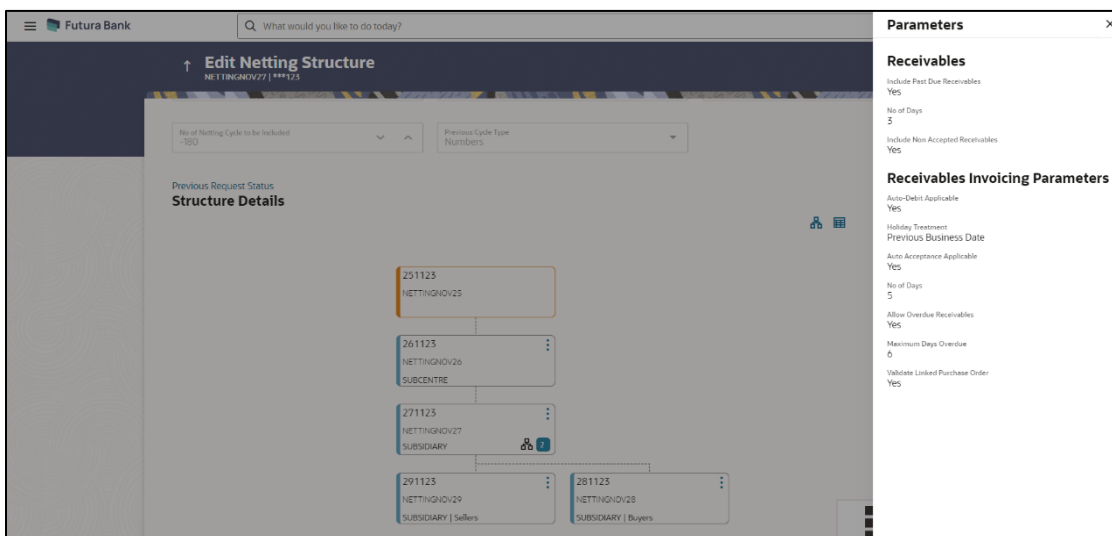 Futura Bank
What would you like to do today?
Edit Netting Structure
NETTINGNOV27 | ***123
No of Netting Cycle to be Included
-180
Previous Cycle Type
Numbers
Previous Request Status
Structure Details
251123
NETTINGNOV25
261123
NETTINGNOV26
SUBCENTRE
271123
NETTINGNOV27
SUBSIDIARY
2
291123
NETTINGNOV29
SUBSIDIARY | Sellers
281123
NETTINGNOV28
SUBSIDIARY | Buyers
Parameters
Receivables
Include Past Due Receivables
Yes
No of Days
3
Include Non Accepted Receivables
Yes
Receivables Invoicing Parameters
Auto-Debit Applicable
Yes
Holiday Treatment
Previous Business Date
Auto Acceptance Applicable
Yes
No of Days
5
Allow Overdue Receivables
Yes
Maximum Days Overdue
6
Validate Linked Purchase Order
Yes